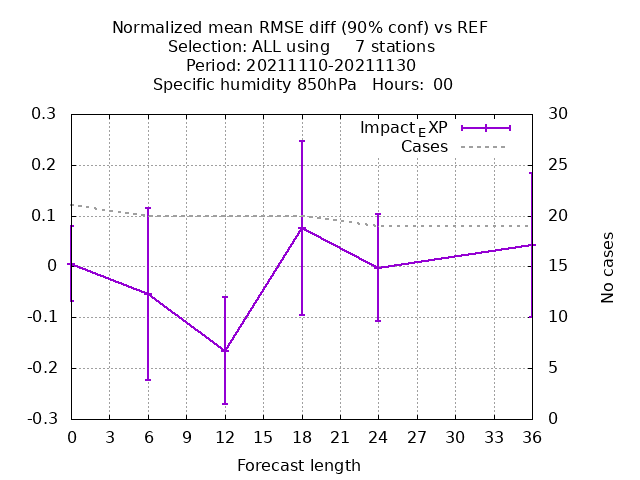 Normalized mean RMSE diff (90% conf) vs REF
Selection: ALL using 7 stations
Period: 20211110-20211130
Specific humidity 850hPa Hours: 00
0.3 30
Impact_EXP
Cases
0.2 25
0.1 20
0 15
-0.1 10
-0.2 5
-0.3 0
No cases
0 3 6 9 12 15 18 21 24 27 30 33 36
Forecast length